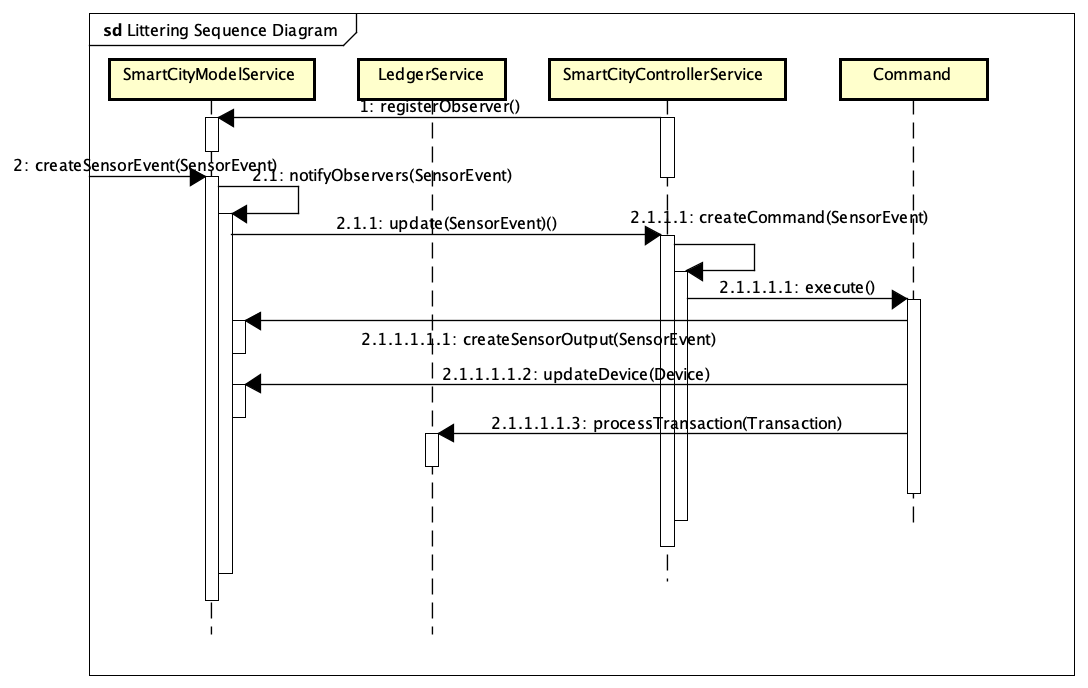 sd Littering Sequence Diagram
SmartCityModelService
LedgerService
SmartCityControllerService
Command
1: registerObserver()
2: createSensorEvent(SensorEvent)
2.1: notifyObservers(SensorEvent)
2.1.1: update(SensorEvent)()
2.1.1.1: createCommand(SensorEvent)
2.1.1.1.1: execute()
2.1.1.1.1.1: createSensorOutput(SensorEvent)
2.1.1.1.1.2: updateDevice(Device)
2.1.1.1.1.3: processTransaction(Transaction)